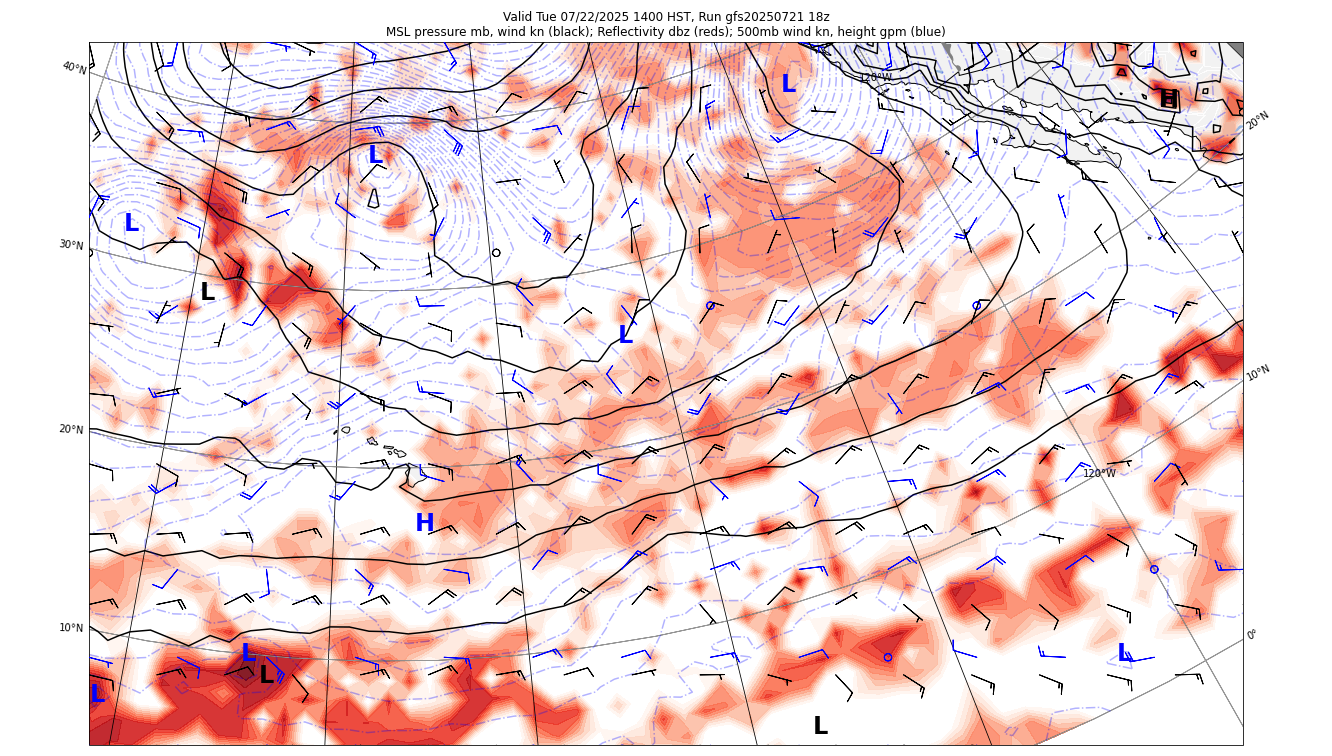 Valid Tue 07/22/2025 1400 HST, Run gfs20250721 18z
MSL pressure mb, wind kn (black); Reflectivity dbz (reds); 500mb wind kn, height gpm (blue)
40°N
120°W
L
H
20°N
L
L
30°N
L
L
10°N
20°N
120°W
H
10°N
0°
L
L
L
L
L